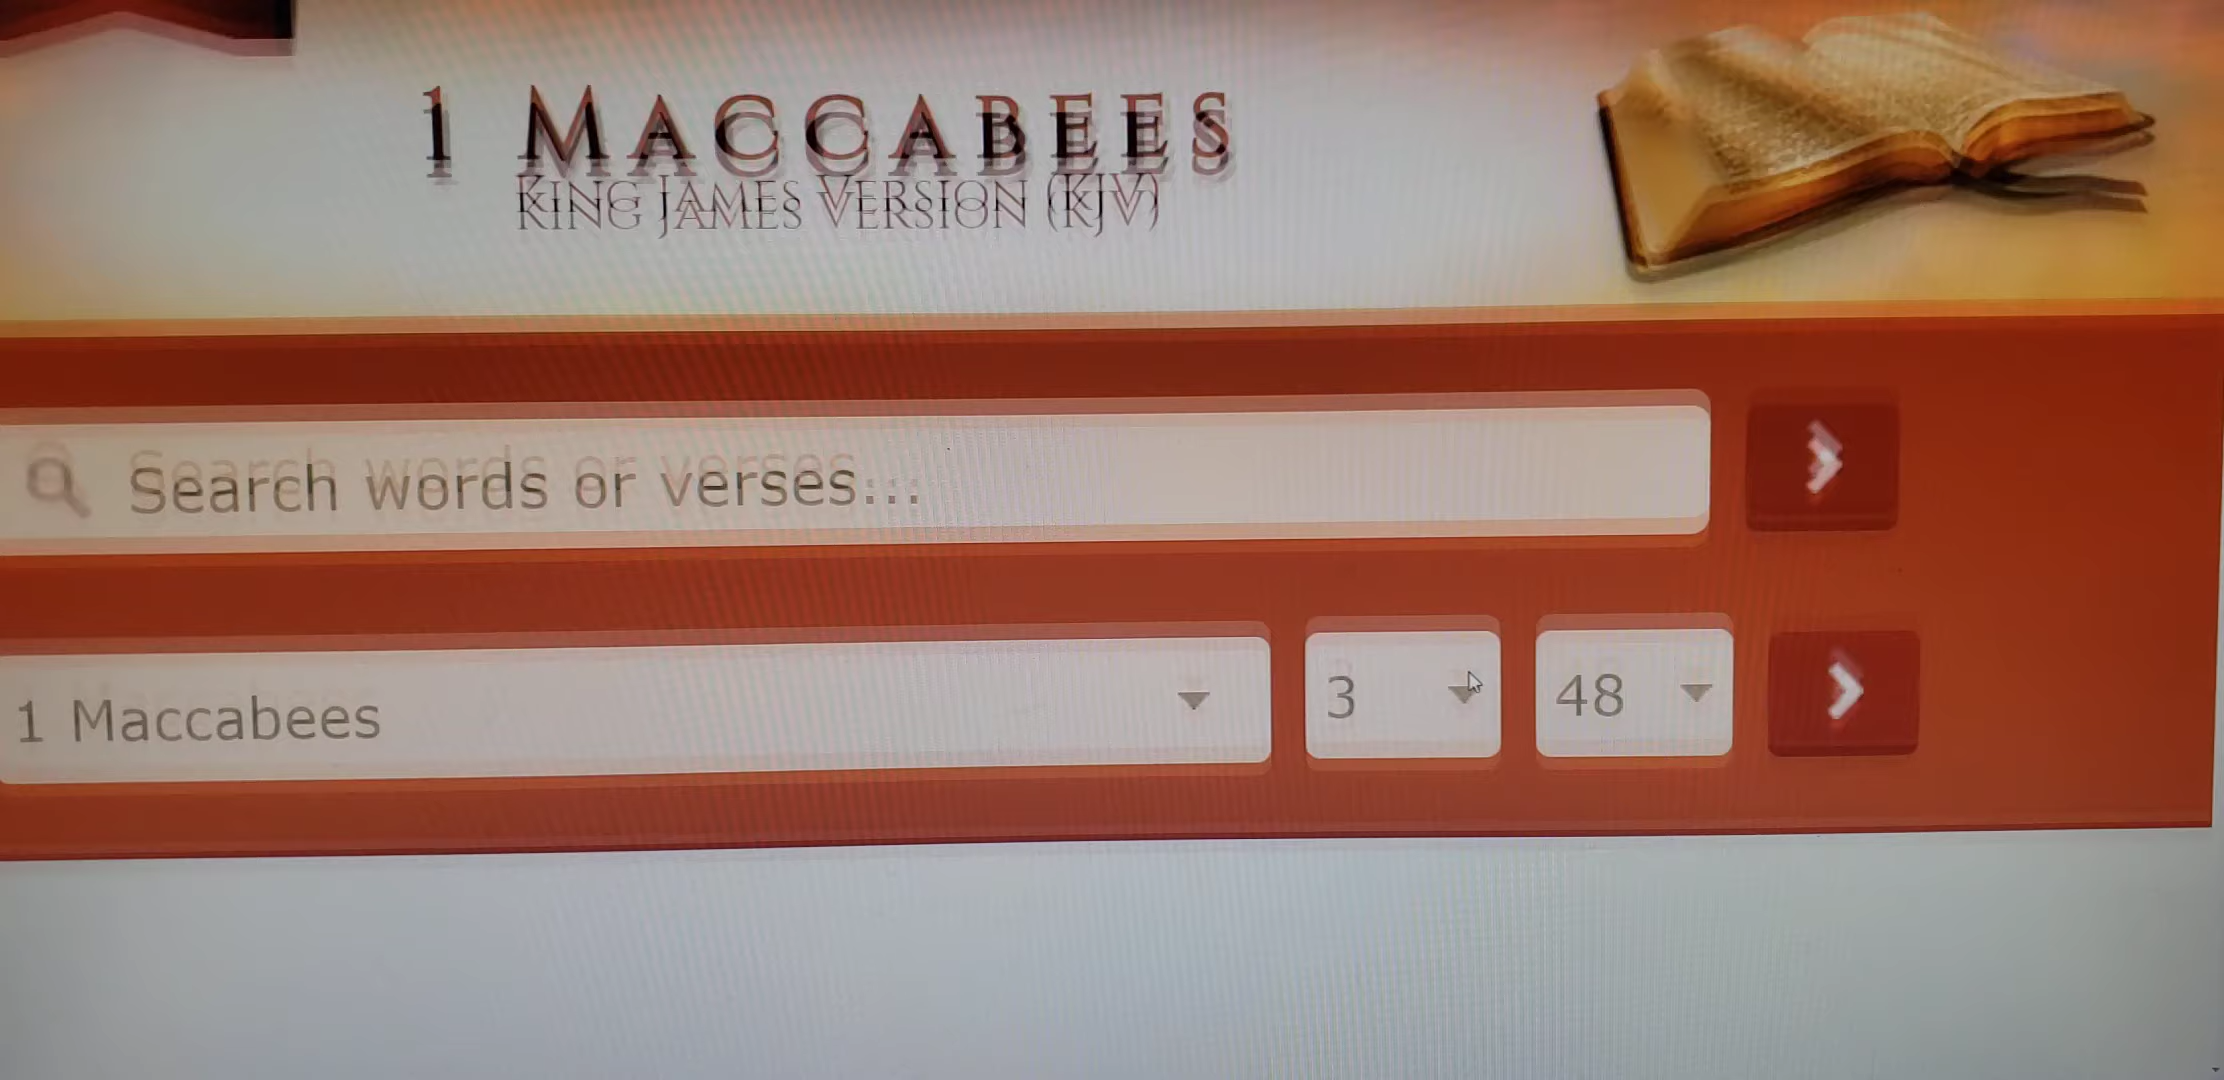 1 MACCABEES
KING JAMES VERSION (KJV)
Search words or verses...
1 Maccabees 3 48